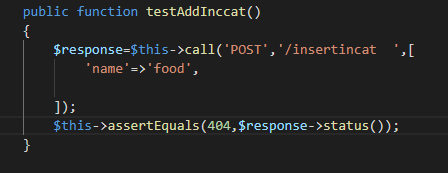 public function testAddInccat()
{
$response=$this->call('POST','/insertincat  ',[
'name'=>'food',
]);
$this->assertEquals(404,$response->status());
}